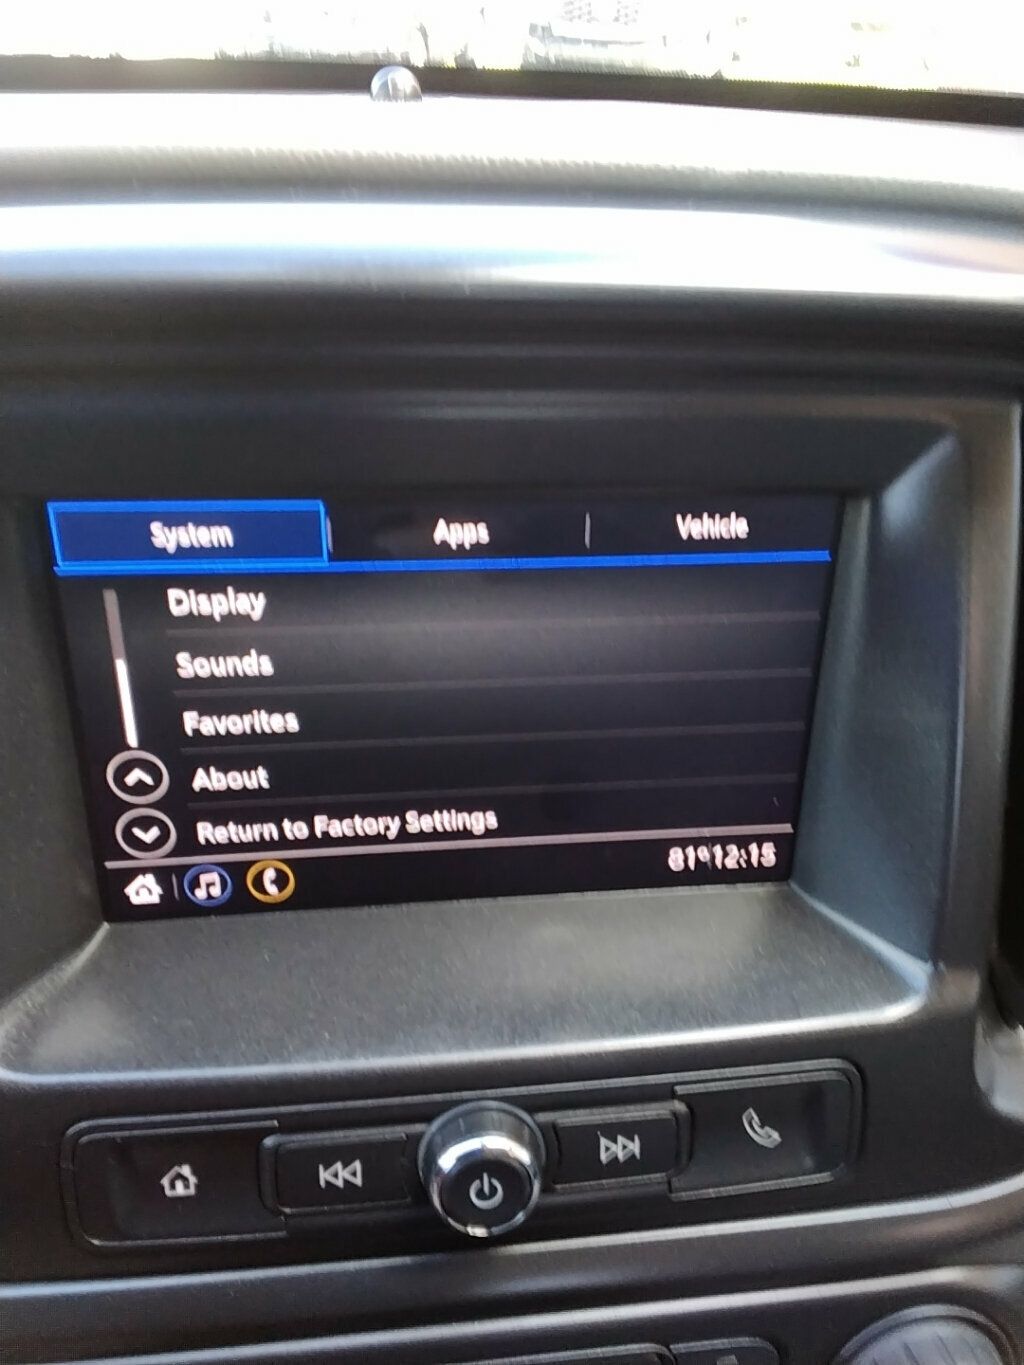 System Apps Vehicle
Display
Sounds
Favorites
About
Return to Factory Settings
81° 12:15